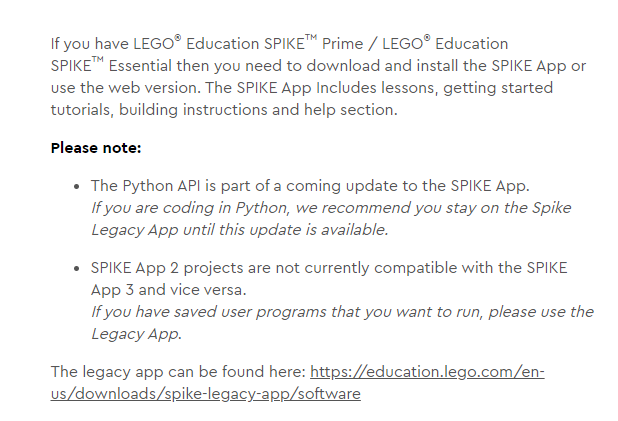 If you have LEGO® Education SPIKE™ Prime / LEGO® Education
SPIKE™ Essential then you need to download and install the SPIKE App or
use the web version. The SPIKE App Includes lessons, getting started
tutorials, building instructions and help section.
Please note:
• The Python API is part of a coming update to the SPIKE App.
If you are coding in Python, we recommend you stay on the Spike
Legacy App until this update is available.
• SPIKE App 2 projects are not currently compatible with the SPIKE
App 3 and vice versa.
If you have saved user programs that you want to run, please use the
Legacy App.
The legacy app can be found here: https://education.lego.com/en-
us/downloads/spike-legacy-app/software